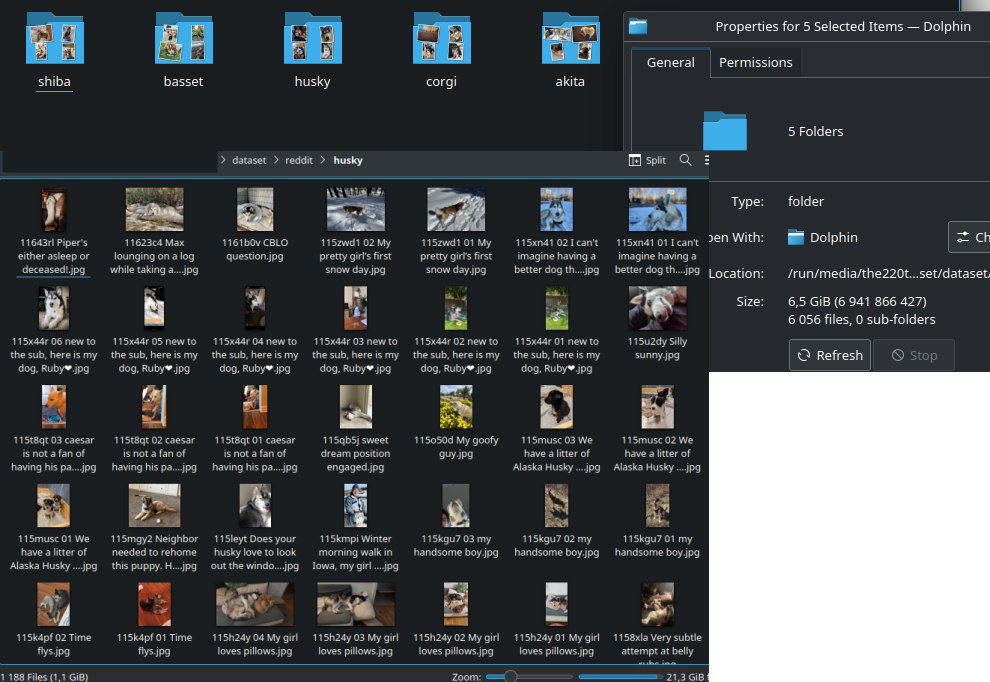 shiba
basset
husky
corgi
akita
Properties for 5 Selected Items — Dolphin
General
Permissions
5 Folders
Type: folder
pen With: Dolphin
Ch
Location: /run/media/the220t...set/dataset/
Size: 6,5 GiB (6 941 866 427)
6 056 files, 0 sub-folders
Refresh
Stop
dataset reddit husky
Split
11643rl Piper's
either asleep or
deceased!.jpg
11623c4 Max
lounging on a log
while taking a....jpg
1161b0v CBLO
question.jpg
115zwd1 02 My
pretty girl's first
snow day.jpg
115zwd1 01 My
pretty girl's first
snow day.jpg
115xn41 02 I can't
imagine having a
better dog th....jpg
115xn41 01 I can't
imagine having a
better dog th....jpg
115x44r 06 new to
the sub, here is my
dog, Ruby❤.jpg
115x44r 05 new to
the sub, here is my
dog, Ruby❤.jpg
115x44r 04 new to
the sub, here is my
dog, Ruby❤.jpg
115x44r 03 new to
the sub, here is my
dog, Ruby❤.jpg
115x44r 02 new to
the sub, here is my
dog, Ruby❤.jpg
115x44r 01 new to
the sub, here is my
dog, Ruby❤.jpg
115u2dy Silly
sunny.jpg
115t8qt 03 caesar
is not a fan of
having his pa....jpg
115t8qt 02 caesar
is not a fan of
having his pa....jpg
115t8qt 01 caesar
is not a fan of
having his pa....jpg
115qb5j sweet
dream position
engaged.jpg
115o50d My goofy
guy.jpg
115musc 03 We
have a litter of
Alaska Husky ....jpg
115musc 02 We
have a litter of
Alaska Husky ....jpg
115musc 01 We
have a litter of
Alaska Husky ....jpg
115mgy2 Neighbor
needed to rehome
this puppy. H....jpg
115leyt Does your
husky love to look
out the windo....jpg
115kmpi Winter
morning walk in
Iowa, my girl ....jpg
115kgu7 03 my
handsome boy.jpg
115kgu7 02 my
handsome boy.jpg
115kgu7 01 my
handsome boy.jpg
115k4pf 02 Time
flys.jpg
115k4pf 01 Time
flys.jpg
115h24y 04 My girl
loves pillows.jpg
115h24y 03 My girl
loves pillows.jpg
115h24y 02 My girl
loves pillows.jpg
115h24y 01 My girl
loves pillows.jpg
1158xla Very subtle
attempt at belly
rubs.jpg
1 188 Files (1,1 GiB)
Zoom:
21,3 GiB f